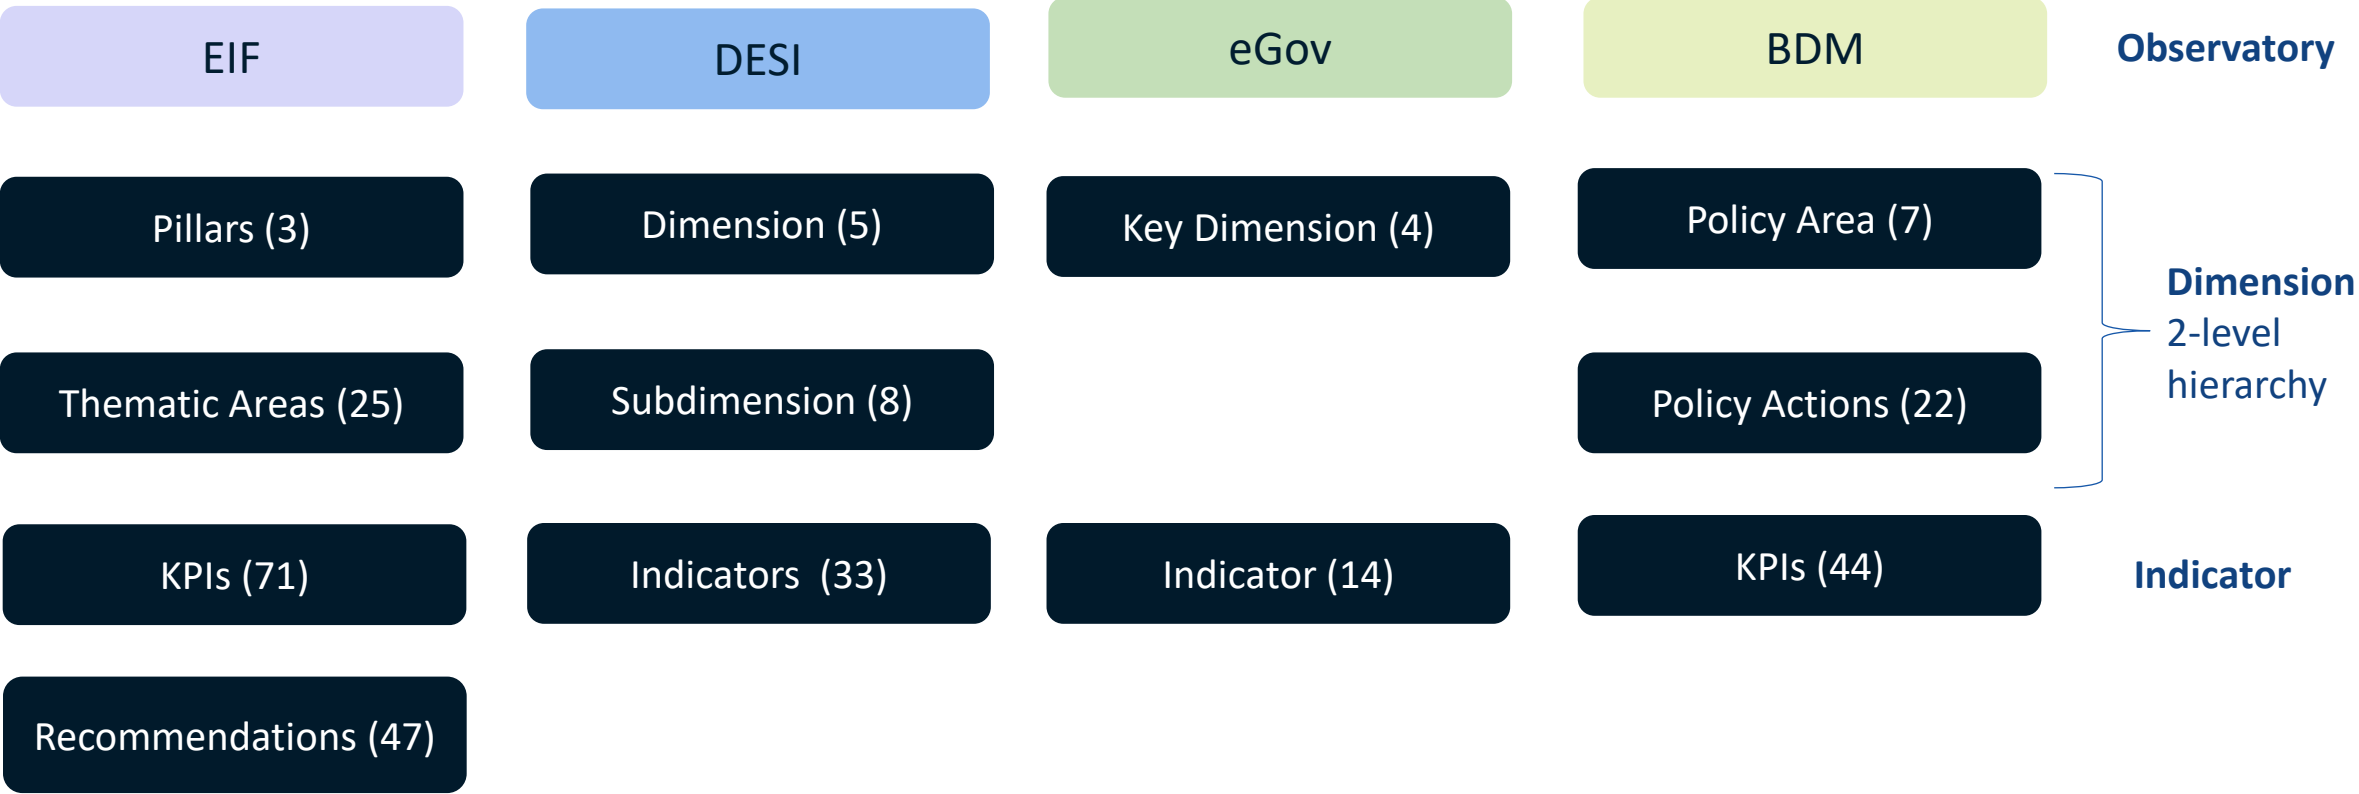 EIF
DESI
eGov
BDM
Observatory
Pillars (3)
Dimension (5)
Key Dimension (4)
Policy Area (7)
Dimension
2-level
hierarchy
Thematic Areas (25)
Subdimension (8)
Policy Actions (22)
KPIs (71)
Indicators  (33)
Indicator (14)
KPIs (44)
Indicator
Recommendations (47)